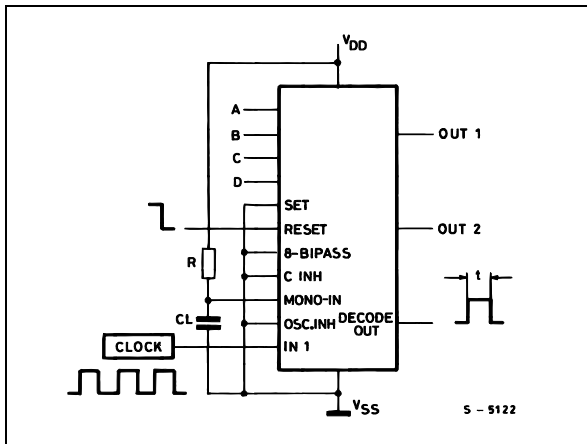 VDD
A
B
C
D
SET
RESET
8-BIPASS
C INH
MONO-IN
OSC.INH
IN 1
R
CL
CLOCK
OUT 1
OUT 2
DECODE
OUT
t
VSS
S - 5122